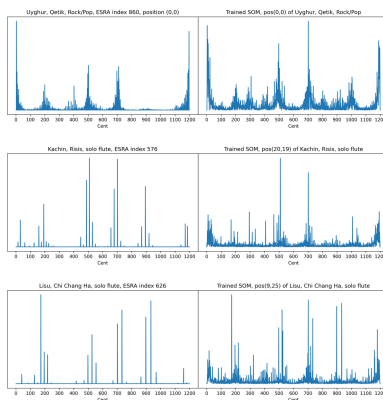 Uyghur, Qetik, Rock/Pop, ESRA index 860, position (0,0)
Trained SOM, pos(0,0) of Uyghur, Qetik, Rock/Pop
0 100 200 300 400 500 600 700 800 900 1000 1100 1200
0 100 200 300 400 500 600 700 800 900 1000 1100 1200
Cent
Cent
Kachin, Risis, solo flute, ESRA index 576
Trained SOM, pos(20,19) of Kachin, Risis, solo flute
0 100 200 300 400 500 600 700 800 900 1000 1100 1200
0 100 200 300 400 500 600 700 800 900 1000 1100 1200
Cent
Cent
Lisu, Chi Chang Ha, solo flute, ESRA index 626
Trained SOM, pos(9,25) of Lisu, Chi Chang Ha, solo flute
0 100 200 300 400 500 600 700 800 900 1000 1100 1200
0 100 200 300 400 500 600 700 800 900 1000 1100 1200
Cent
Cent